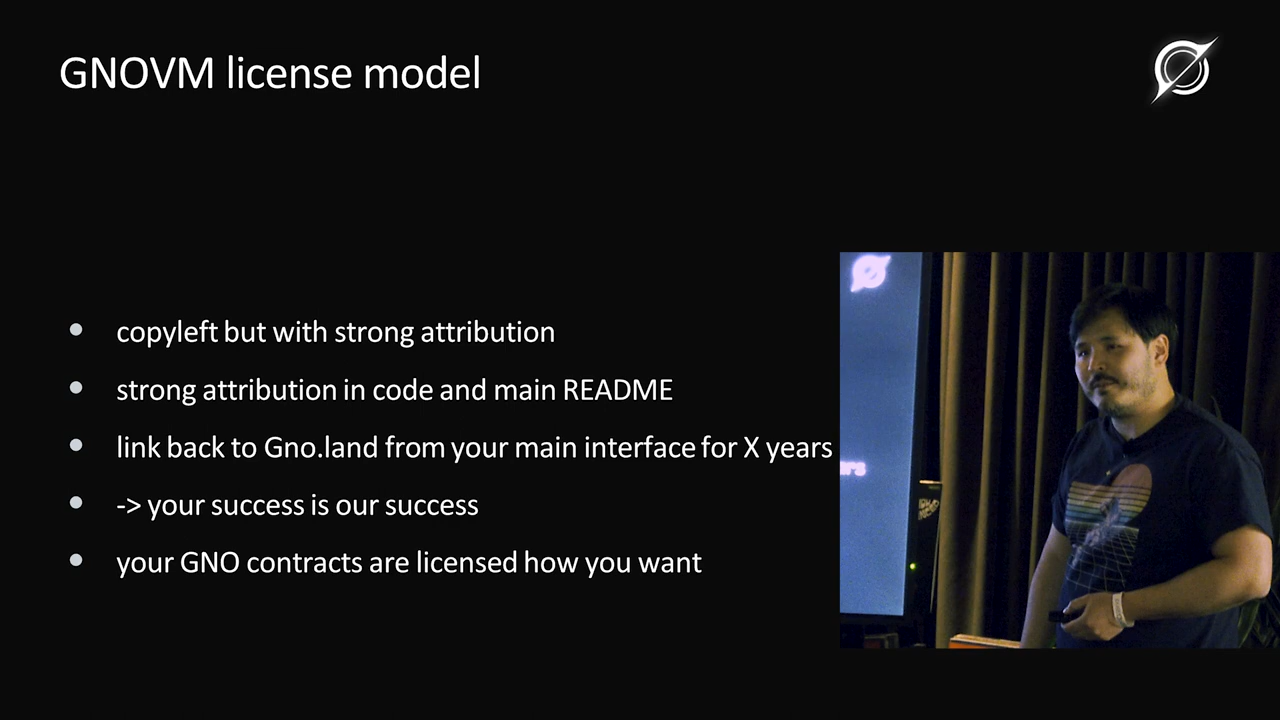 GNOVM license model
copyleft but with strong attribution
strong attribution in code and main README
link back to Gno.land from your main interface for X years
-> your success is our success
your GNO contracts are licensed how you want